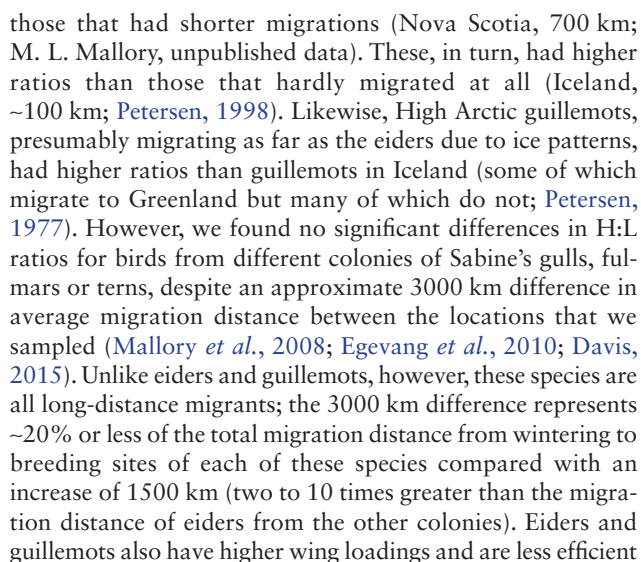 those that had shorter migrations (Nova Scotia, 700 km;
M. L. Mallory, unpublished data). These, in turn, had higher
ratios than those that hardly migrated at all (Iceland,
~100 km; Petersen, 1998). Likewise, High Arctic guillemots,
presumably migrating as far as the eiders due to ice patterns,
had higher ratios than guillemots in Iceland (some of which
migrate to Greenland but many of which do not; Petersen,
1977). However, we found no significant differences in H:L
ratios for birds from different colonies of Sabine's gulls, ful-
mars or terns, despite an approximate 3000 km difference in
average migration distance between the locations that we
sampled (Mallory et al., 2008; Egevang et al., 2010; Davis,
2015). Unlike eiders and guillemots, however, these species are
all long-distance migrants; the 3000 km difference represents
~20% or less of the total migration distance from wintering to
breeding sites of each of these species compared with an
increase of 1500 km (two to 10 times greater than the migra-
tion distance of eiders from the other colonies). Eiders and
guillemots also have higher wing loadings and are less efficient